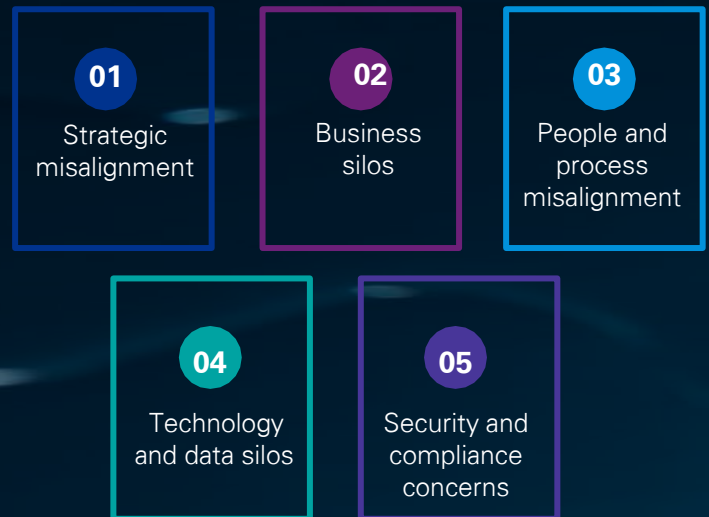 01
Strategic
misalignment
02
Business
silos
03
People and
process
misalignment
04
Technology
and data silos
05
Security and
compliance
concerns